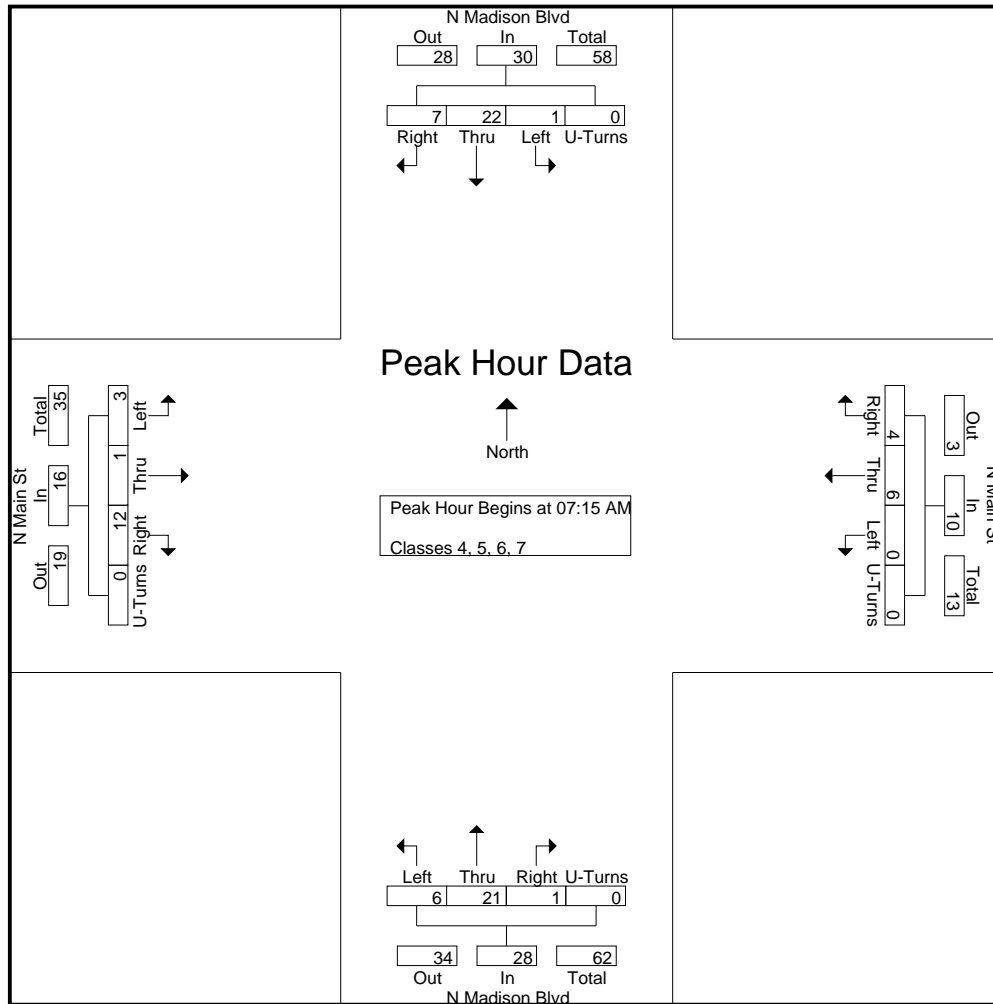 N Madison Blvd
Out In Total
28 30 58
7 22 1 0
Right Thru Left U-Turns
Peak Hour Data
North
Peak Hour Begins at 07:15 AM
Classes 4, 5, 6, 7
N Main St
Total In Out
35 16 19
3 1 12 0
Left Thru Right U-Turns
Right Thru Left U-Turns
4 6 0 0
Out In Total
3 10 13
N Main St
Left Thru Right U-Turns
6 21 1 0
34 28 62
Out In Total
N Madison Blvd